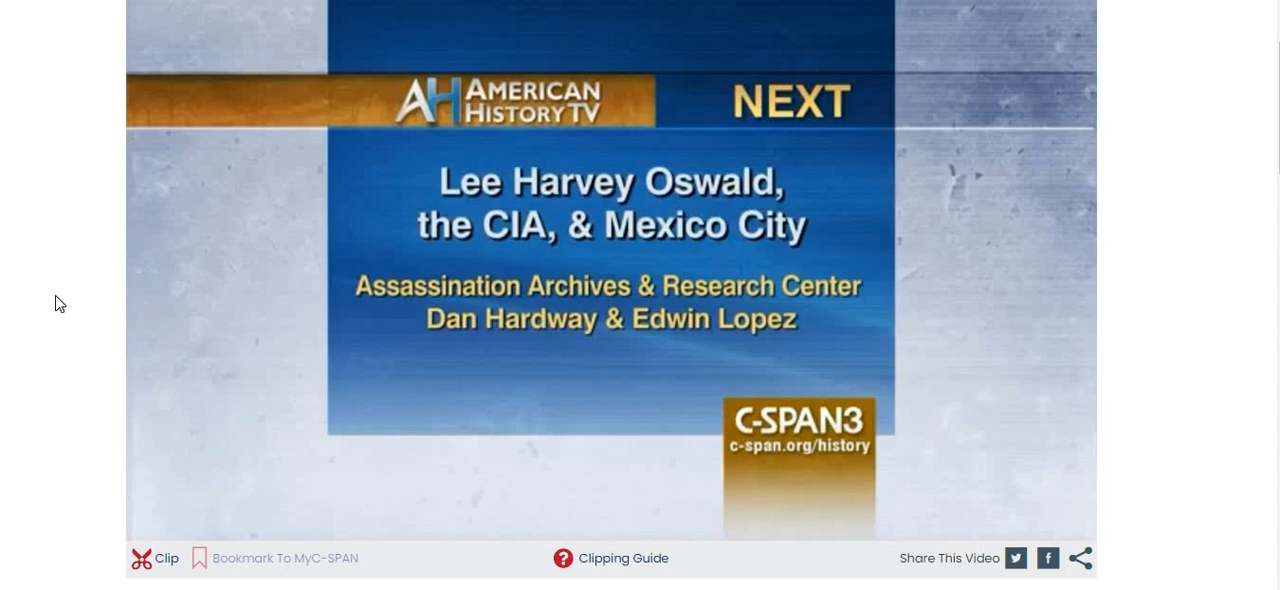 AH AMERICAN
HISTORY TV
NEXT
Lee Harvey Oswald,
the CIA, & Mexico City
Assassination Archives & Research Center
Dan Hardway & Edwin Lopez
C-SPAN3
c-span.org/history
Clip
Bookmark To MyC-SPAN
? Clipping Guide
Share This Video
f